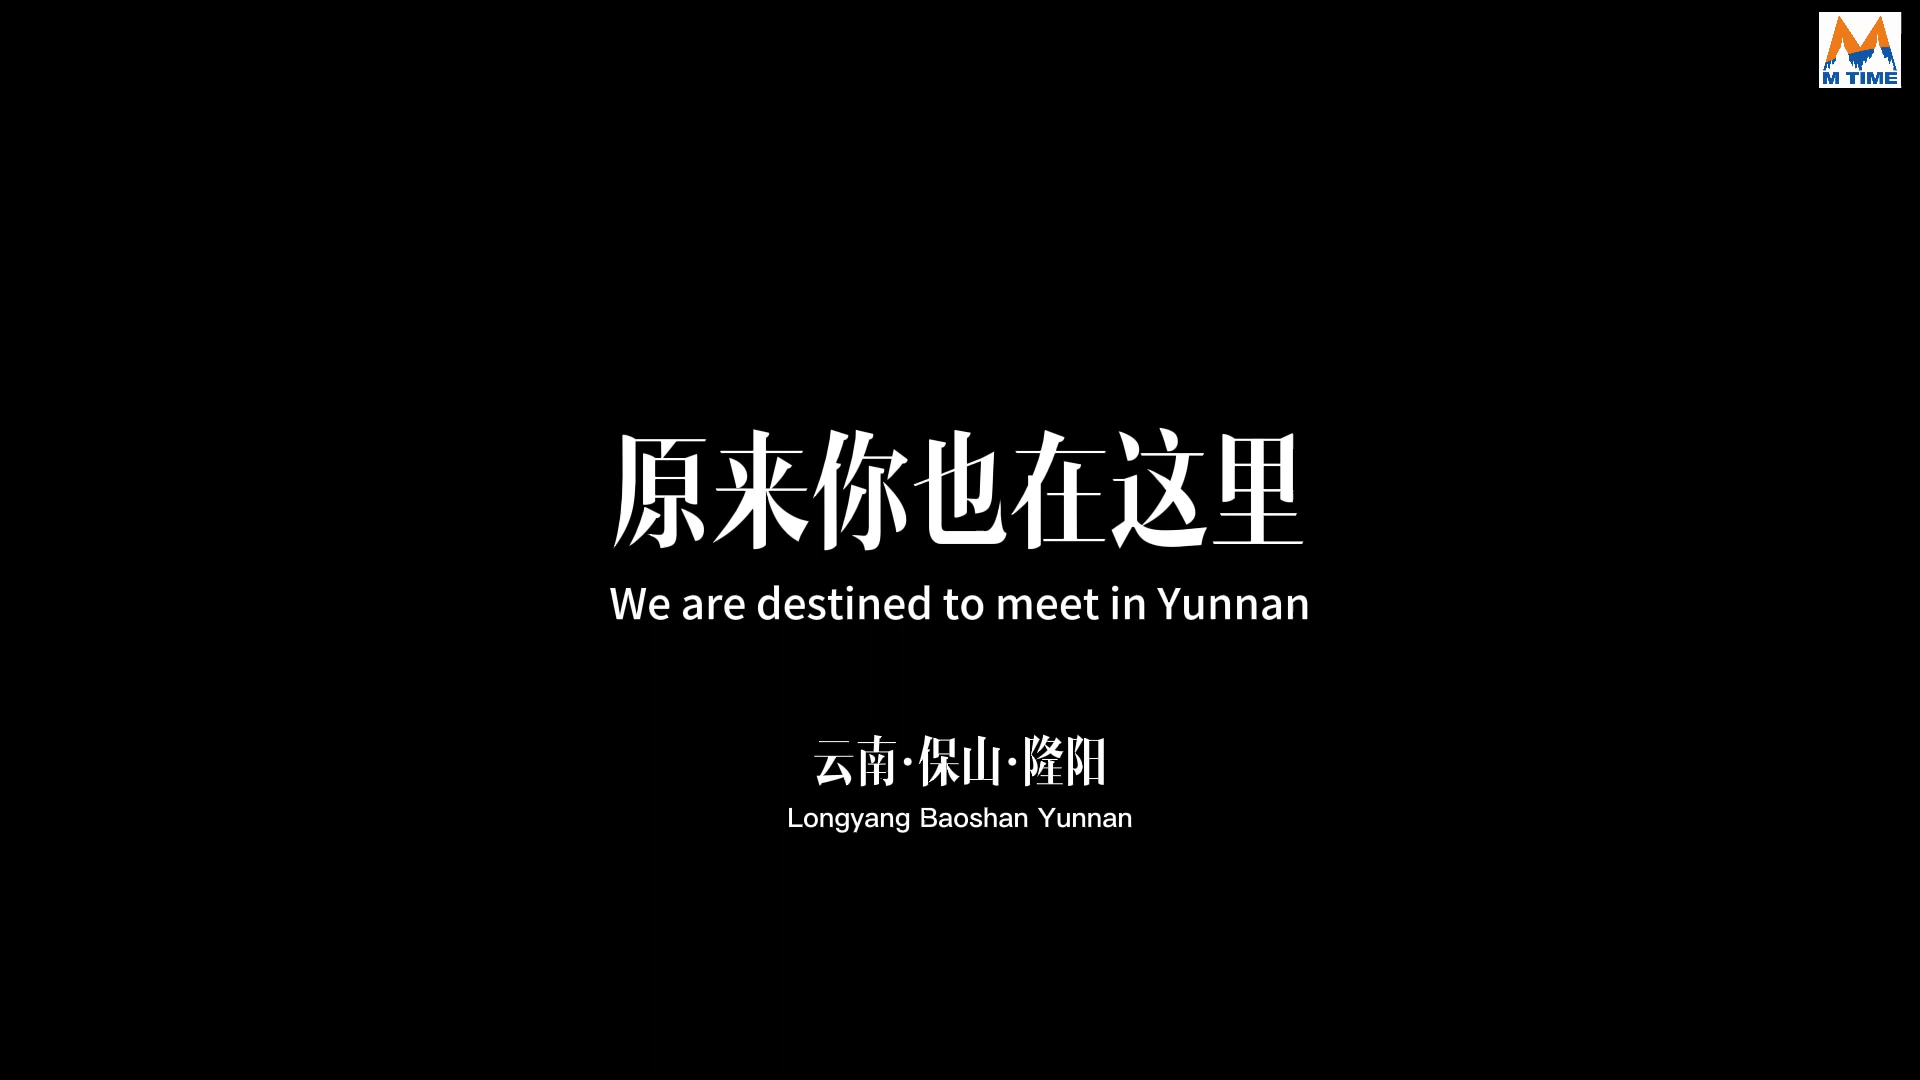 M TIME
原来你也在这里
We are destined to meet in Yunnan
云南·保山·隆阳
Longyang Baoshan Yunnan